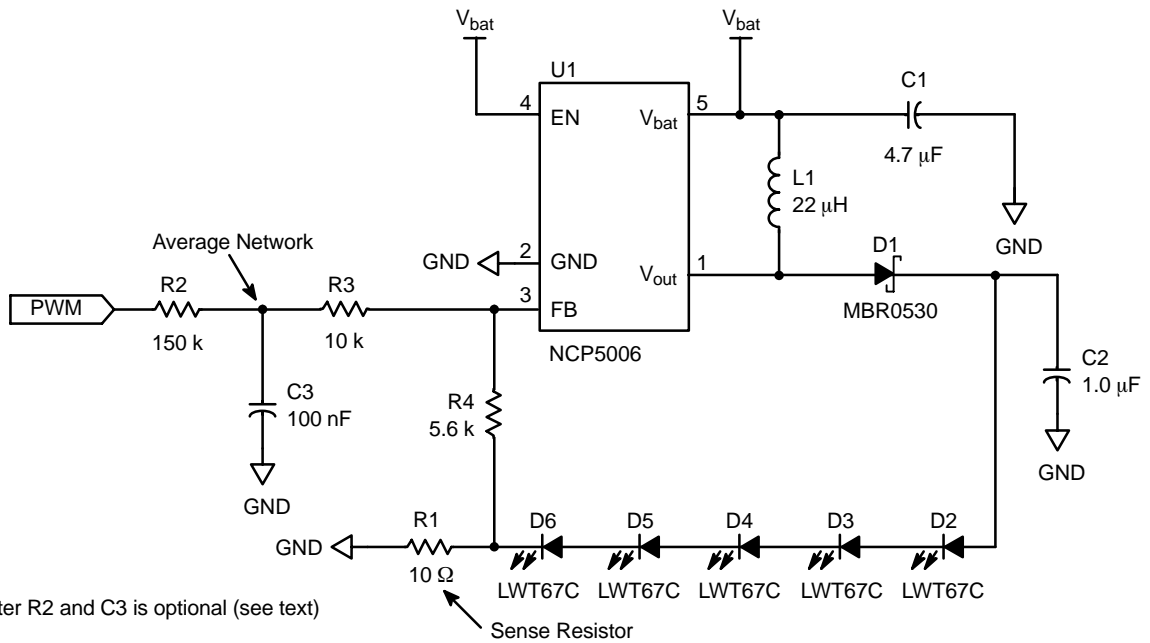 Vbat
Vbat
U1
C1
4
EN
Vbat
5
4.7 μF
L1
22 μH
GND
Average Network
GND
2
GND
Vout
1
D1
MBR0530
PWM
R2
150 k
R3
10 k
3
FB
NCP5006
C3
100 nF
GND
R4
5.6 k
C2
1.0 μF
GND
GND
R1
10 Ω
D6
D5
D4
D3
D2
LWT67C
LWT67C
LWT67C
LWT67C
LWT67C
R2 and C3 is optional (see text)
Sense Resistor